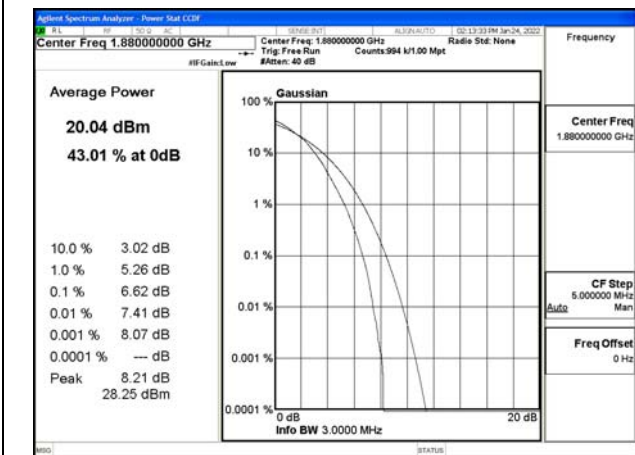 Agilent Spectrum Analyzer - Power Stat CCDF
RL RF 50 Ω AC SENSE:INT ALIGN AUTO 02:13:33 PM Jan 24, 2022
Center Freq 1.880000000 GHz
Center Freq: 1.880000000 GHz Radio Std: None
Trig: Free Run Counts:994 k/1.00 Mpt
#IFGain:Low #Atten: 40 dB
Frequency
Average Power
20.04 dBm
43.01 % at 0dB
10.0 % 3.02 dB
1.0 % 5.26 dB
0.1 % 6.62 dB
0.01 % 7.41 dB
0.001 % 8.07 dB
0.0001 % --- dB
Peak 8.21 dB
28.25 dBm
Gaussian
100 %
10 %
1 %
0.1 %
0.01 %
0.001 %
0.0001 %
0 dB 20 dB
Info BW 3.0000 MHz
Center Freq
1.880000000 GHz
CF Step
5.000000 MHz
Auto Man
Freq Offset
0 Hz
MSG STATUS